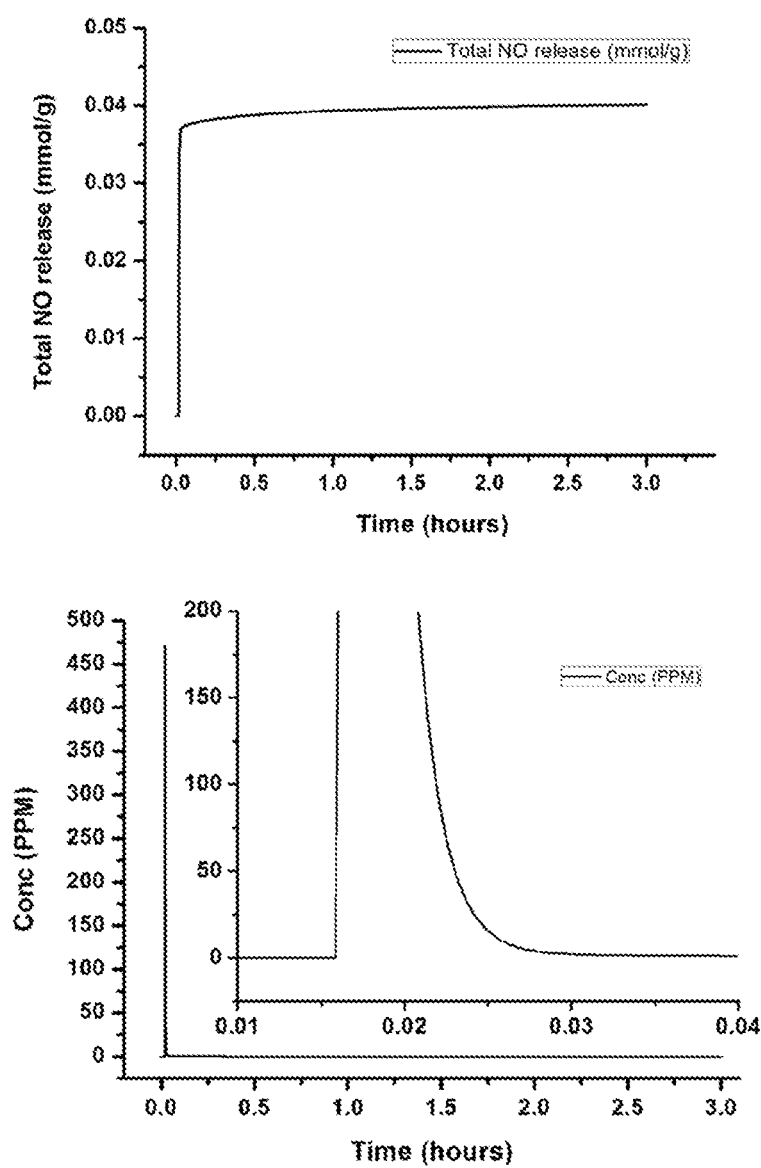 0.05
Total NO release (mmol/g)
0.04
0.03
0.02
0.01
0.00
Total NO release (mmol/g)
0.0 0.5 1.0 1.5 2.0 2.5 3.0
Time (hours)
500
450
400
350
300
250
200
150
100
50
0
Conc (PPM)
200
150
100
50
0
Conc (PPM)
0.01 0.02 0.03 0.04
0.0 0.5 1.0 1.5 2.0 2.5 3.0
Time (hours)